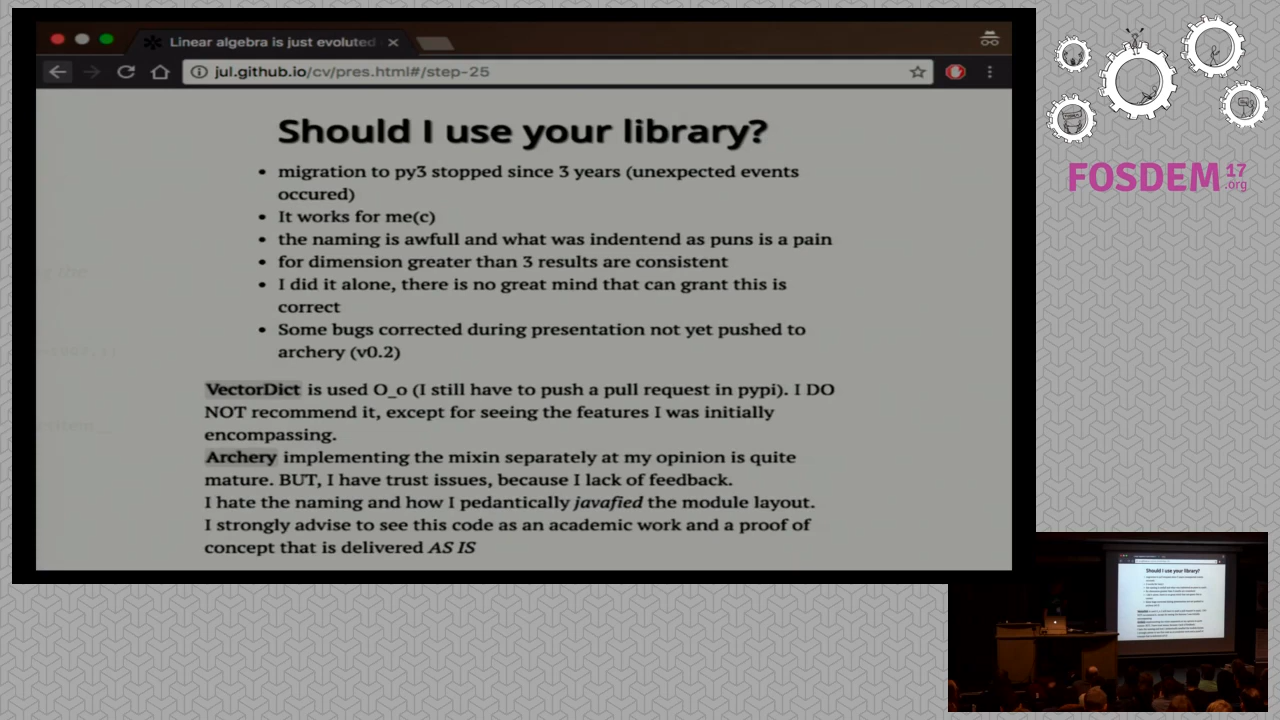 Linear algebra is just evoluted
jul.github.io/cv/pres.html#/step-25
Should I use your library?
• migration to py3 stopped since 3 years (unexpected events
occured)
• It works for me(c)
• the naming is awfull and what was indentend as puns is a pain
• for dimension greater than 3 results are consistent
• I did it alone, there is no great mind that can grant this is
correct
• Some bugs corrected during presentation not yet pushed to
archery (v0.2)
VectorDict is used O_o (I still have to push a pull request in pypi). I DO
NOT recommend it, except for seeing the features I was initially
encompassing.
Archery implementing the mixin separately at my opinion is quite
mature. BUT, I have trust issues, because I lack of feedback.
I hate the naming and how I pedantically javafied the module layout.
I strongly advise to see this code as an academic work and a proof of
concept that is delivered AS IS
FOSDEM 17
.org
Should I use your library?